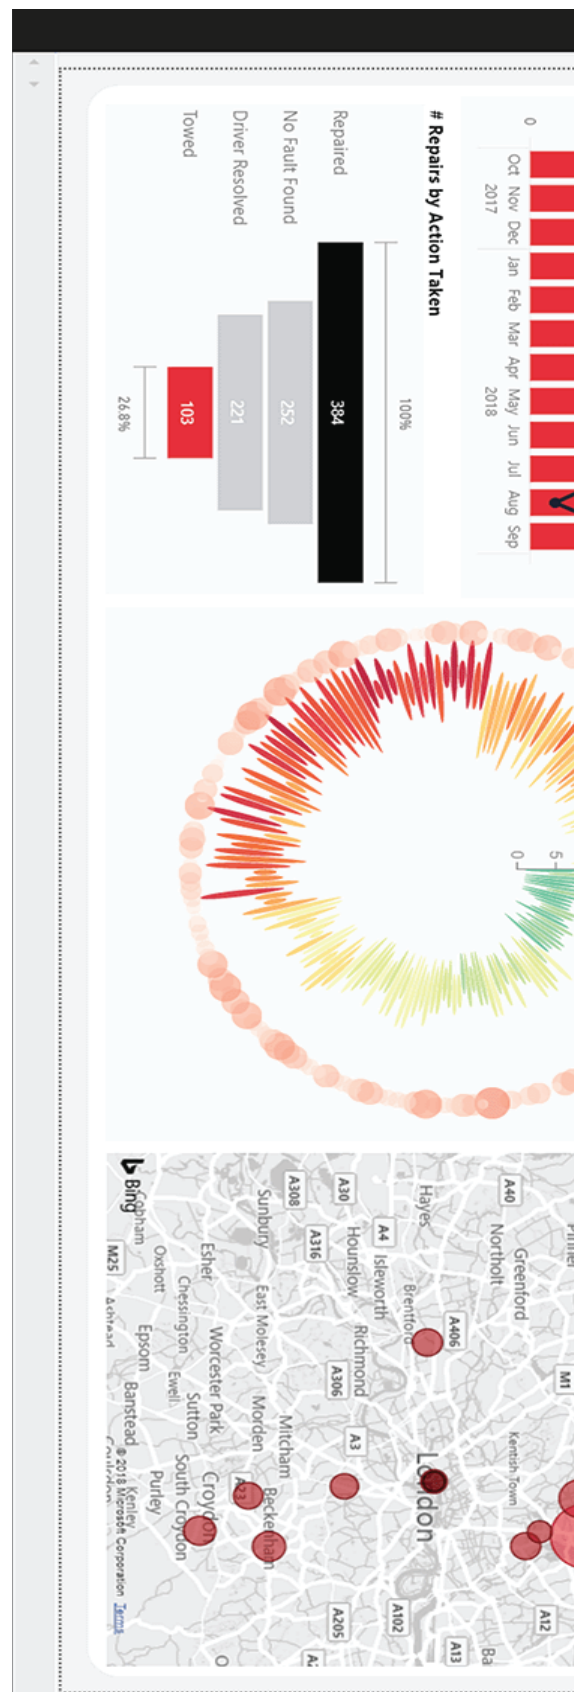 0
Oct Nov Dec Jan Feb Mar Apr May Jun Jul Aug Sep
2017 2018
# Repairs by Action Taken
100%
Repaired 384
No Fault Found 252
Driver Resolved 221
Towed 103
26.8%
0 5
M1
Greenford
A40
Northolt
A406
Kentish Town
A12
Ba
A13
Hayes
Brentford
London
A102
A4
Isleworth
A30
Hounslow
Richmond
A3
A205
A316
A306
A308
Mitcham
Sunbury
East Molesey
Morden
Beckenham
A23
Esher
Worcester Park
Croydon
Chessington
Sutton
South Croydon
Oxshott
Ewell
Purley
Cobham
Epsom
Banstead
Kenley
Bing
M25
Ashtead
© 2018 Microsoft Corporation Terms